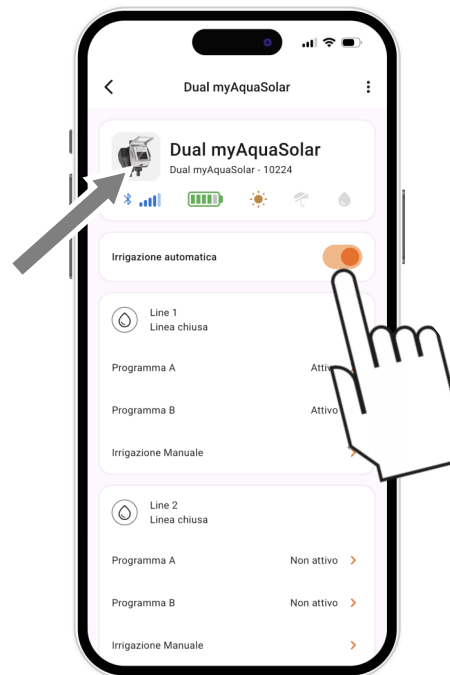 Dual myAquaSolar
Dual myAquaSolar
Dual myAquaSolar - 10224
Irrigazione automatica
Line 1
Linea chiusa
Programma A
Programma B Attivo
Irrigazione Manuale
Line 2
Linea chiusa
Programma A Non attivo
Programma B Non attivo
Irrigazione Manuale